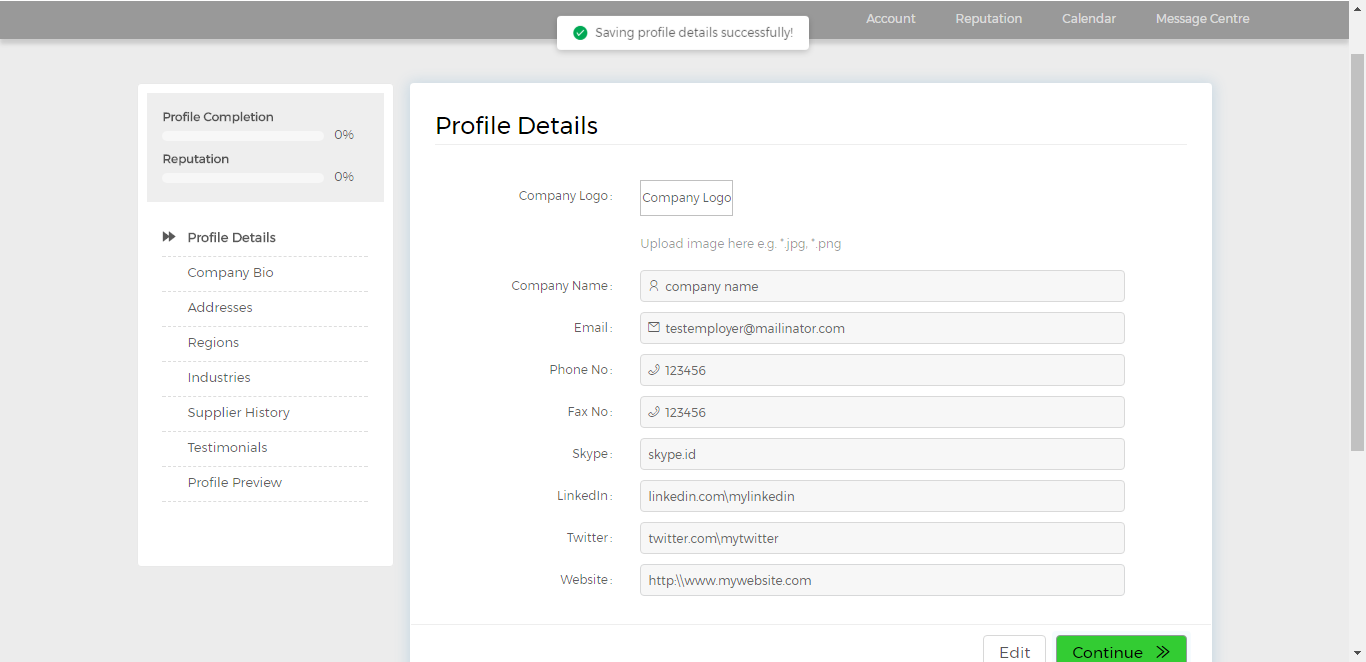 Account Reputation Calendar Message Centre
Saving profile details successfully!
Profile Completion
0%
Reputation
0%
Profile Details
Company Bio
Addresses
Regions
Industries
Supplier History
Testimonials
Profile Preview
Profile Details
Company Logo: Company Logo
Upload image here e.g. *.jpg, *.png
Company Name: company name
Email: testemployer@mailinator.com
Phone No: 123456
Fax No: 123456
Skype: skype.id
LinkedIn: linkedin.com\mylinkedin
Twitter: twitter.com\mytwitter
Website: http:\\www.mywebsite.com
Edit Continue